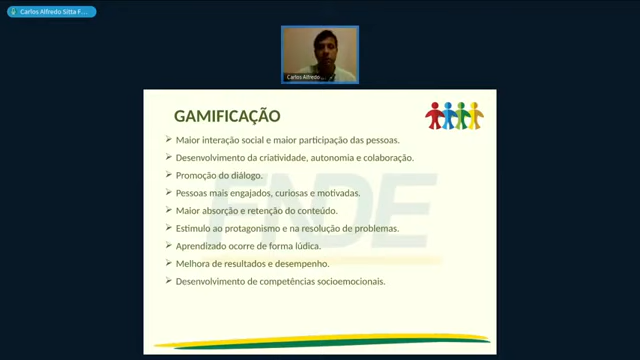 Carlos Alfredo Sitta F...
Carlos Alfredo ...
GAMIFICAÇÃO
Maior interação social e maior participação das pessoas.
Desenvolvimento da criatividade, autonomia e colaboração.
Promoção do diálogo.
Pessoas mais engajados, curiosas e motivadas.
Maior absorção e retenção do conteúdo.
Estimulo ao protagonismo e na resolução de problemas.
Aprendizado ocorre de forma lúdica.
Melhora de resultados e desempenho.
Desenvolvimento de competências socioemocionais.
FNDE